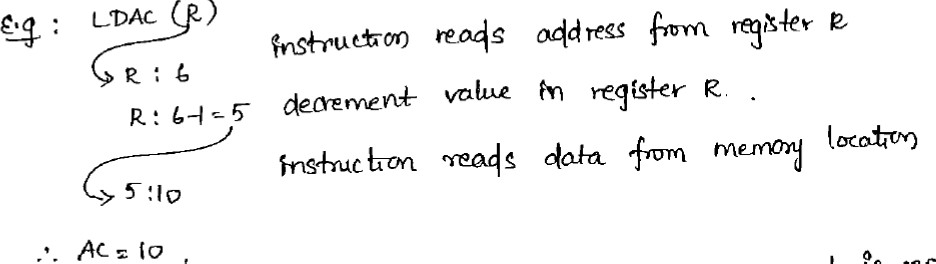 E.g : LDAC (R)
instruction reads address from register R
R : 6
R : 6-1 = 5 decrement value in register R. .
instruction reads data from memory location
5 : 10
∴ AC = 10 .